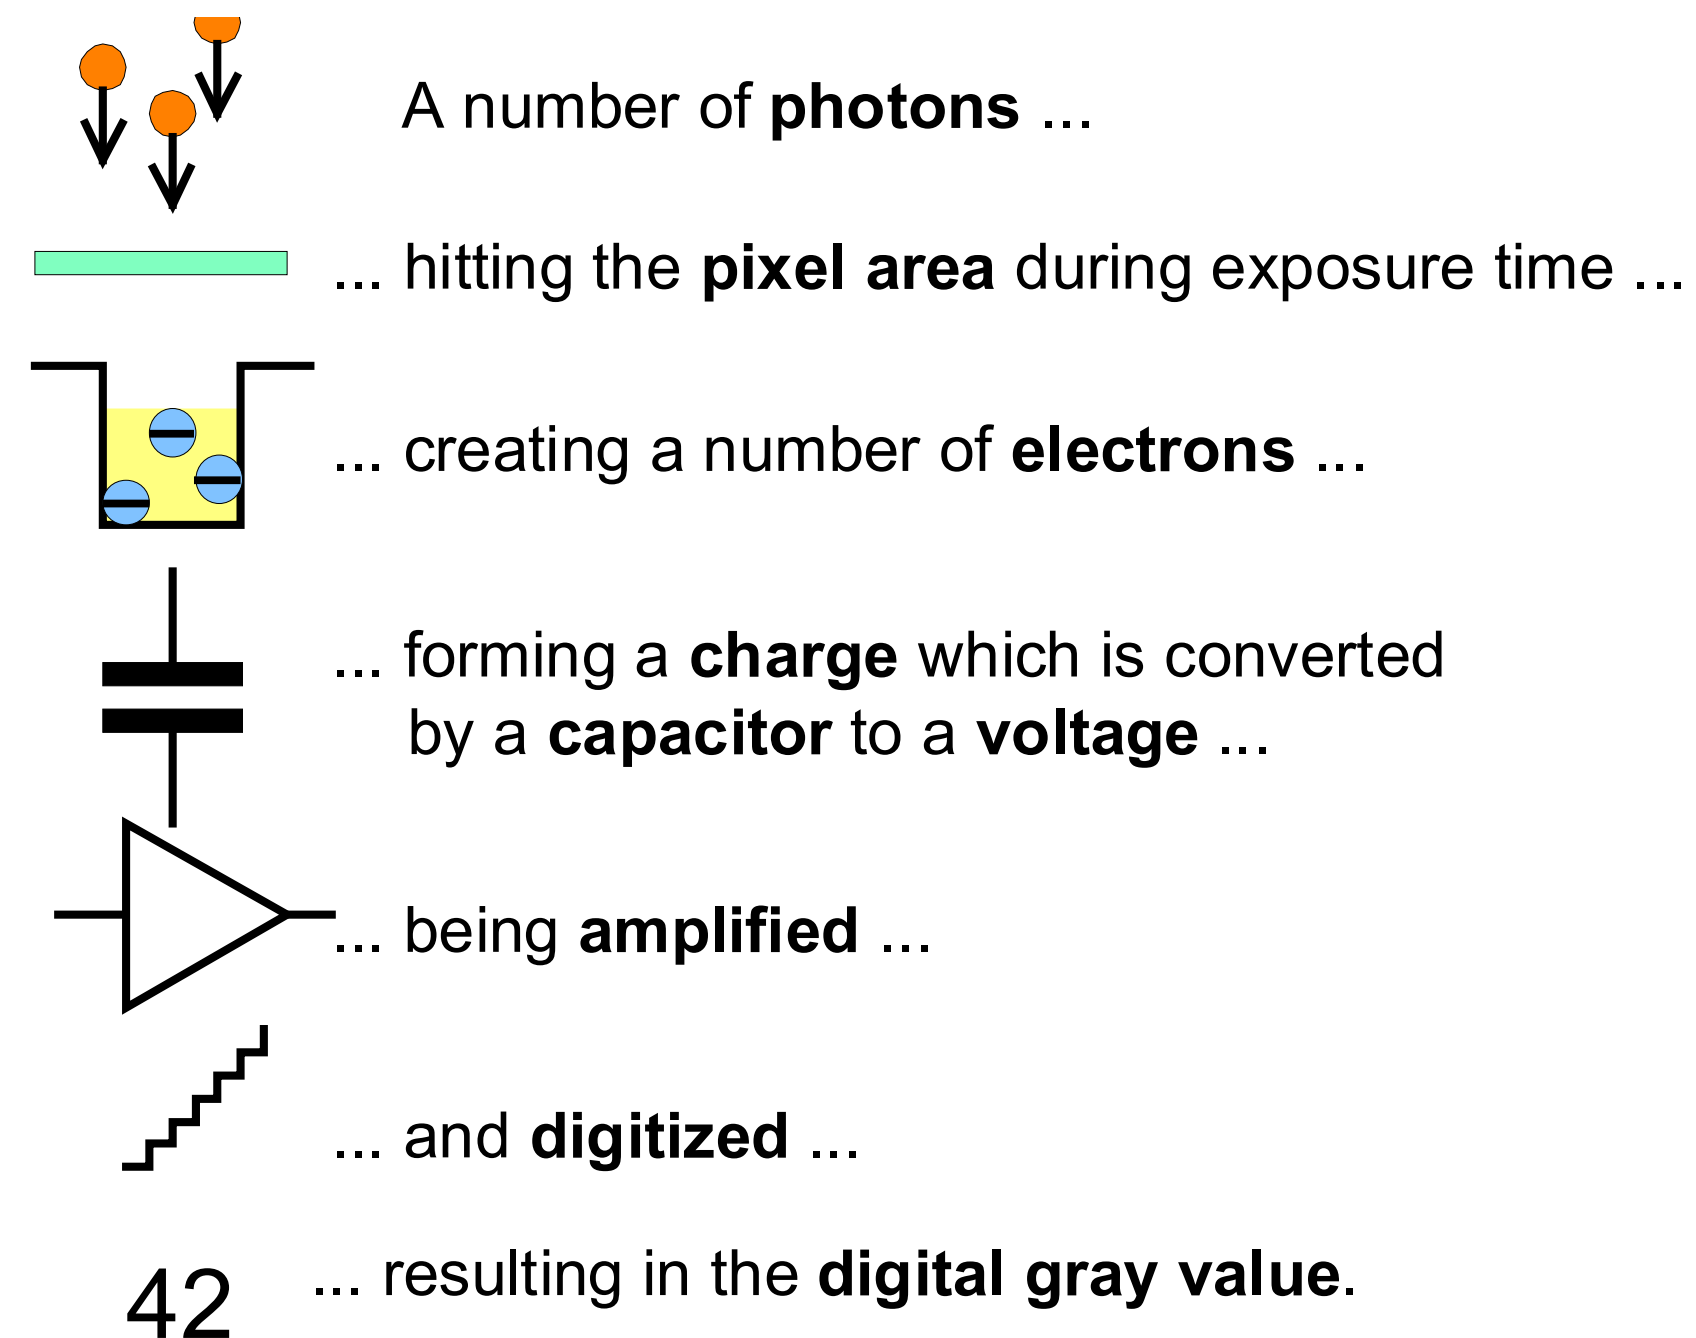 A number of photons ...
... hitting the pixel area during exposure time ...
... creating a number of electrons ...
... forming a charge which is converted
by a capacitor to a voltage ...
... being amplified ...
... and digitized ...
42 ... resulting in the digital gray value.